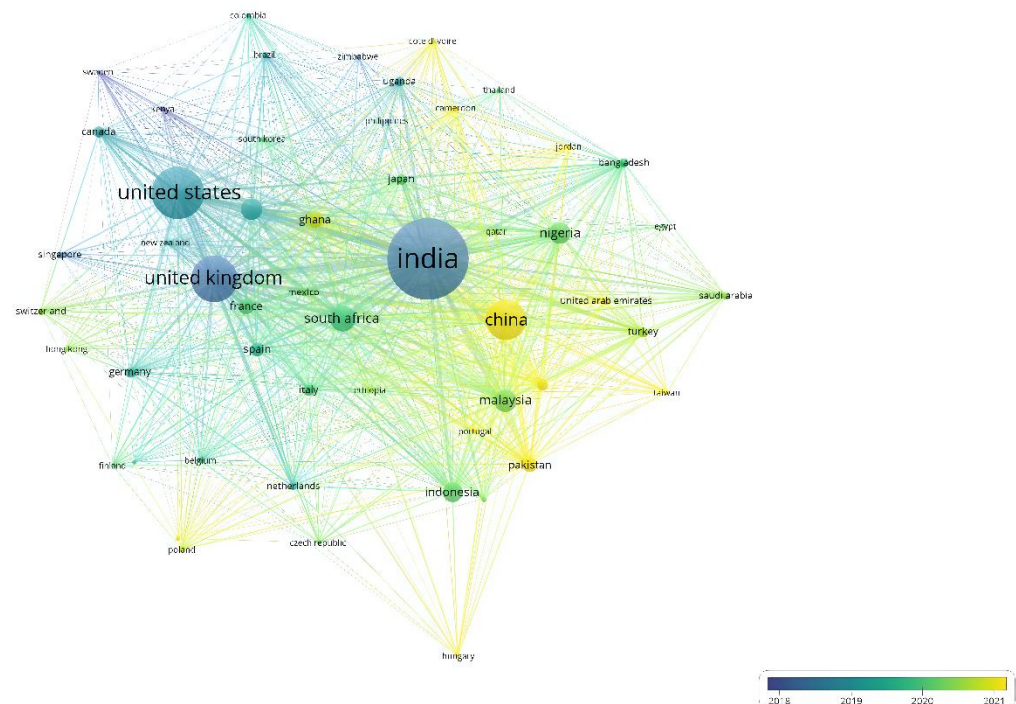 colombia
cote d'ivoire
brazil
zimbabwe
sweden
uganda
thailand
kenya
cameroon
philippines
canada
south korea
jordan
bangladesh
japan
united states
ghana
nigeria
qatar
egypt
new zealand
singapore
india
united kingdom
mexico
saudi arabia
united arab emirates
france
switzer and
south africa
china
turkey
hong kong
spain
germany
italy
ethiopia
taiwan
malaysia
portugal
finland
belgium
pakistan
netherlands
indonesia
czech republic
poland
hungary
2018
2019
2020
2021